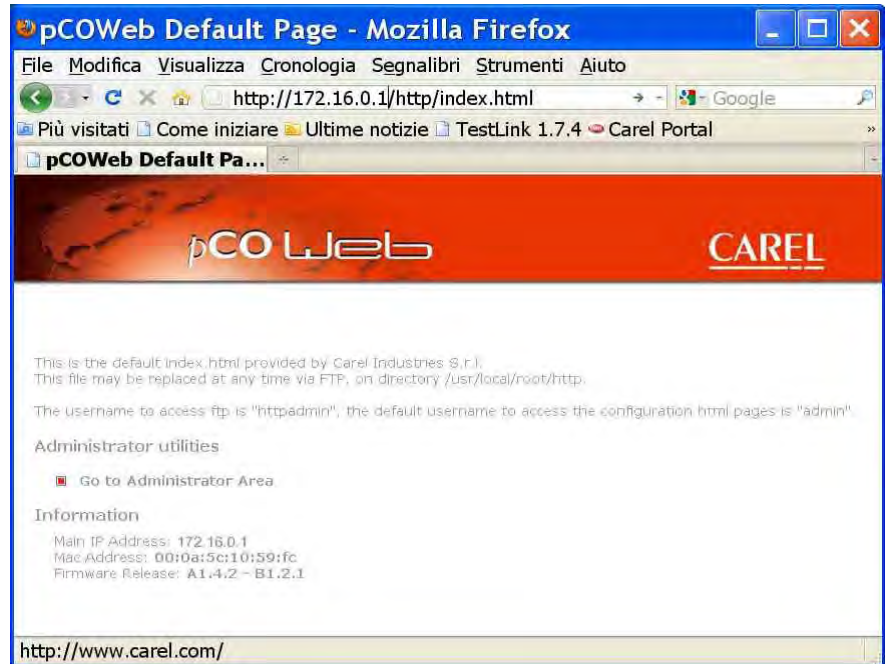 pCOWeb Default Page - Mozilla Firefox
File Modifica Visualizza Cronologia Segnalibri Strumenti Aiuto
http://172.16.0.1/http/index.html Google
Più visitati Come iniziare Ultime notizie TestLink 1.7.4 Carel Portal »
pCOWeb Default Pa...
pCO Web CAREL
This is the default index.html provided by Carel Industries S.r.l.
This file may be replaced at any time via FTP, on directory /usr/local/root/http.
The username to access ftp is "httpadmin", the default username to access the configuration html pages is "admin"
Administrator utilities
Go to Administrator Area
Information
Main IP Address: 172.16.0.1
Mac Address: 00:0a:5c:10:59:fc
Firmware Release: A1.4.2 - B1.2.1
http://www.carel.com/